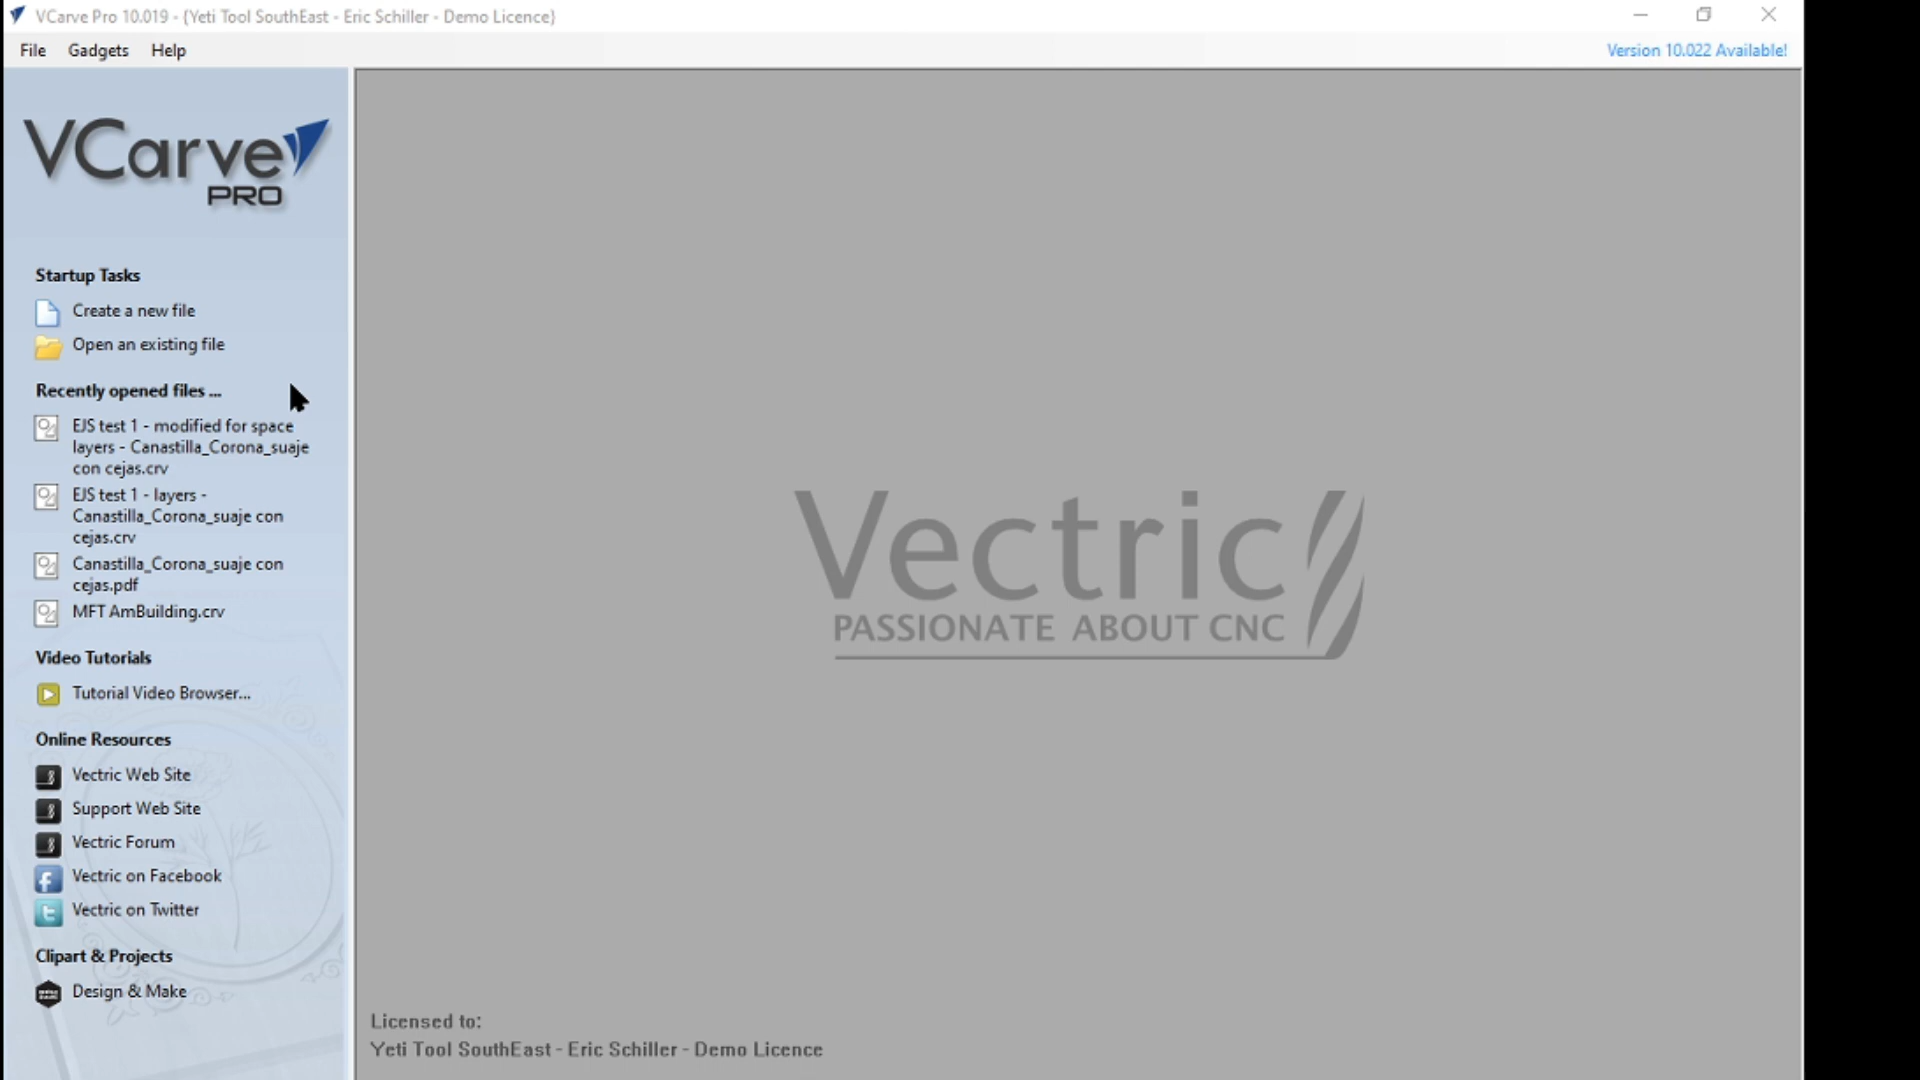 VCarve Pro 10.019 - {Yeti Tool SouthEast - Eric Schiller - Demo Licence}
File Gadgets Help
Version 10.022 Available!
VCarve
PRO
Startup Tasks
Create a new file
Open an existing file
Recently opened files ...
EJS test 1 - modified for space
layers - Canastilla_Corona_suaje
con cejas.crv
EJS test 1 - layers -
Canastilla_Corona_suaje con
cejas.crv
Canastilla_Corona_suaje con
cejas.pdf
MFT AmBuilding.crv
Video Tutorials
Tutorial Video Browser...
Online Resources
Vectric Web Site
Support Web Site
Vectric Forum
Vectric on Facebook
Vectric on Twitter
Clipart & Projects
Design & Make
Vectric
PASSIONATE ABOUT CNC
Licensed to:
Yeti Tool SouthEast - Eric Schiller - Demo Licence